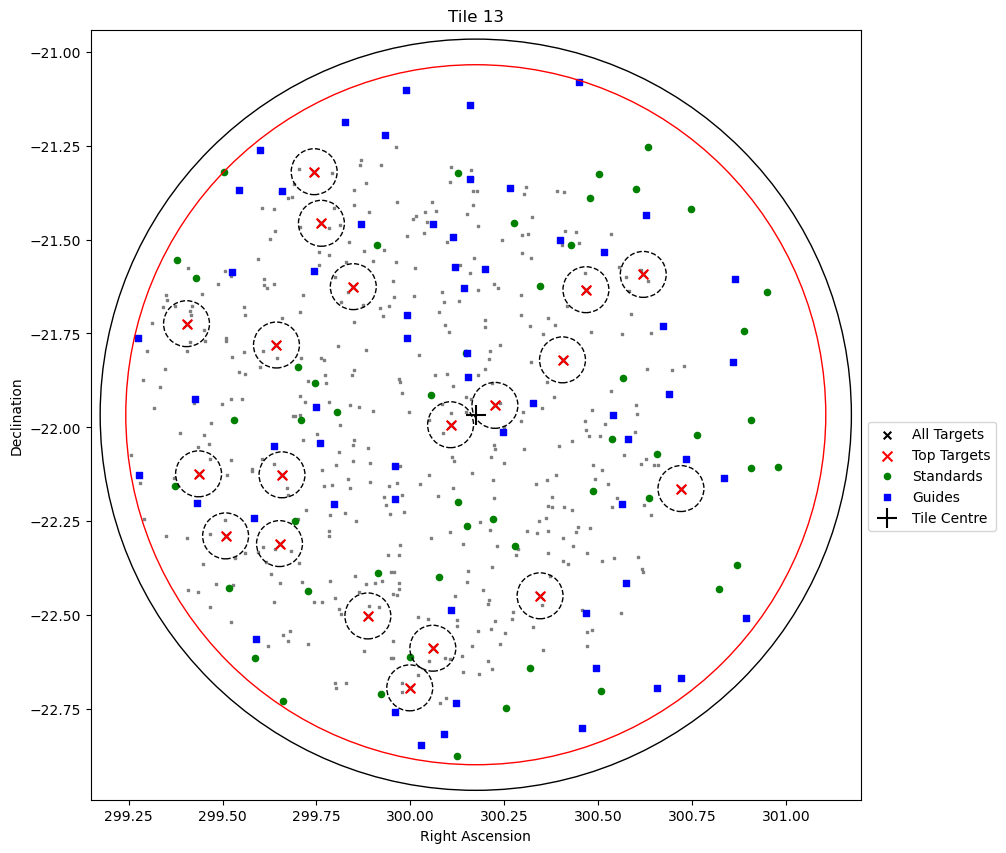 Tile 13
−21.00
−21.25
−21.50
−21.75
−22.00
−22.25
−22.50
−22.75
Declination
299.25 299.50 299.75 300.00 300.25 300.50 300.75 301.00
Right Ascension
All Targets
Top Targets
Standards
Guides
Tile Centre